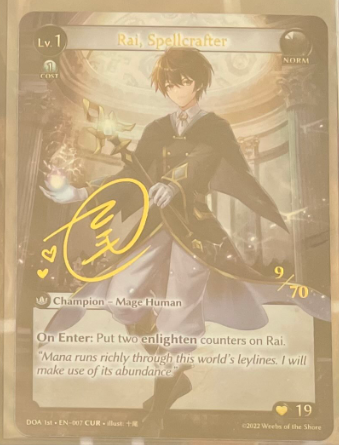 Lv. 1
Rai, Spellcrafter
COST
NORM
尾
9/70
Champion – Mage Human
On Enter: Put two enlighten counters on Rai.
"Mana runs richly through this world's leylines. I will
make use of its abundance."
19
DOA 1st • EN-007 CUR • illust: 十尾
©2022 Weebs of the Shore